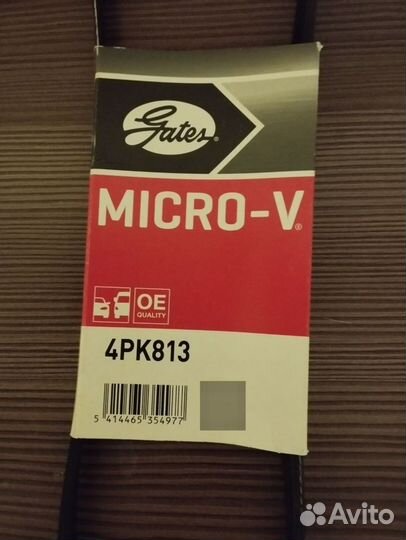 Gates®
MICRO-V®
OE
QUALITY
4PK813
5 414465 354977
Avito